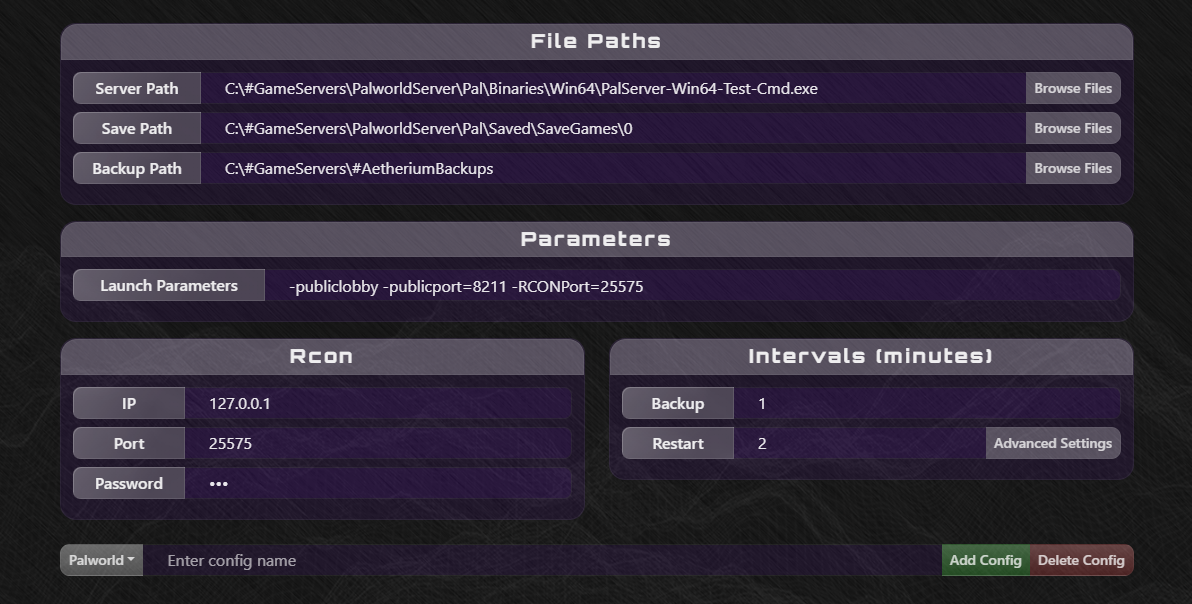 File Paths
Server Path C:\#GameServers\PalworldServer\Pal\Binaries\Win64\PalServer-Win64-Test-Cmd.exe Browse Files
Save Path C:\#GameServers\PalworldServer\Pal\Saved\SaveGames\0 Browse Files
Backup Path C:\#GameServers\#AetheriumBackups Browse Files
Parameters
Launch Parameters -publiclobby -publicport=8211 -RCONPort=25575
Rcon
IP 127.0.0.1
Port 25575
Password •••
Intervals (minutes)
Backup 1
Restart 2 Advanced Settings
Palworld Enter config name Add Config Delete Config